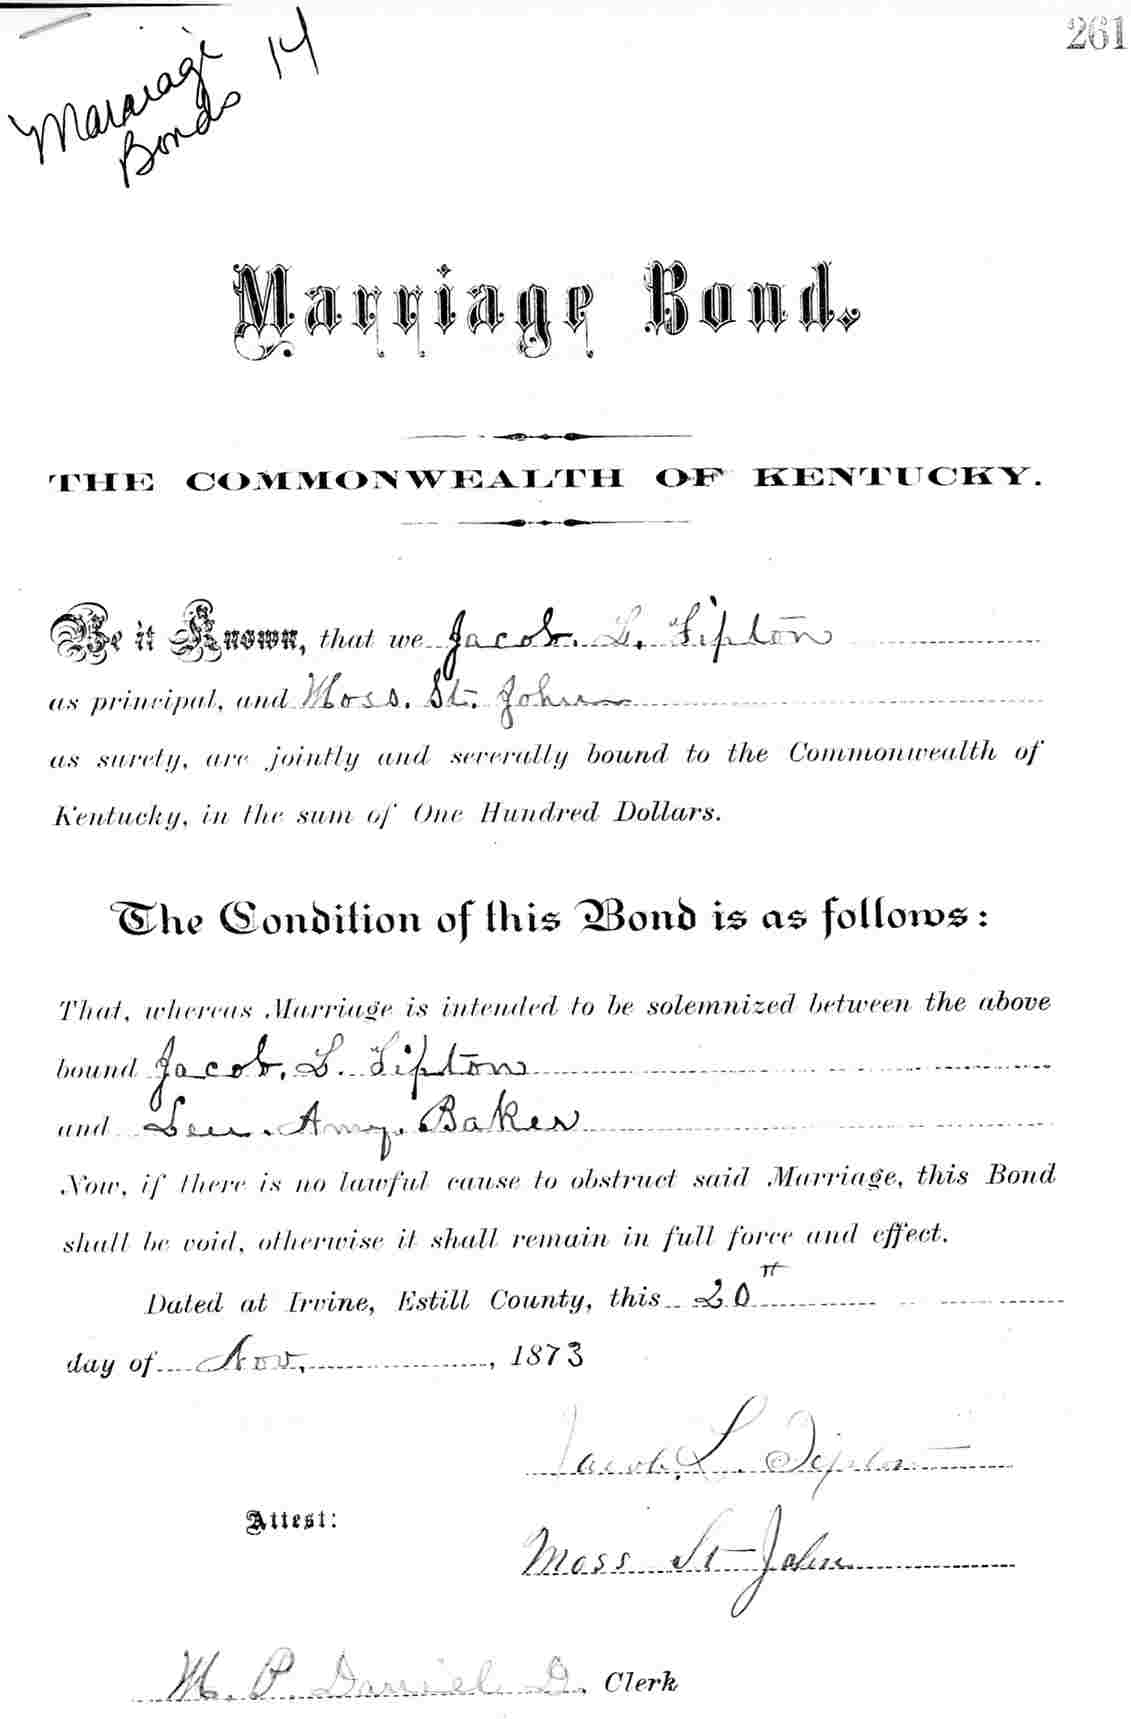 261
Marriage 14
Bonds
Marriage Bond.
THE COMMONWEALTH OF KENTUCKY.
Be it Known, that we Jacob. L. Tipton
as principal, and Moss. St. John
as surety, are jointly and severally bound to the Commonwealth of
Kentucky, in the sum of One Hundred Dollars.
The Condition of this Bond is as follows:
That, whereas Marriage is intended to be solemnized between the above
bound Jacob. L. Tipton
and Amy. Baker
Now, if there is no lawful cause to obstruct said Marriage, this Bond
shall be void, otherwise it shall remain in full force and effect.
Dated at Irvine, Estill County, this 20th
day of Nov. , 1873
Jacob. L. Tipton
Attest:
Moss St John
M. P. Daniel D. Clerk